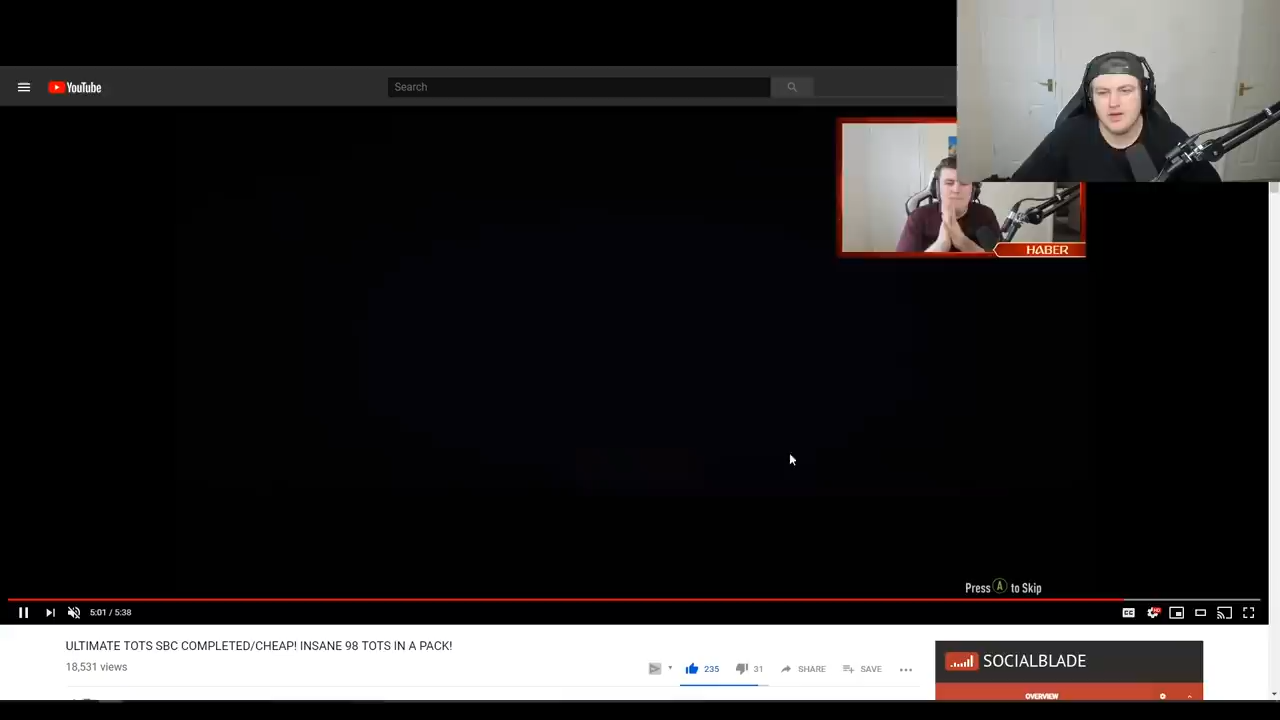 YouTube
Search
HABER
Press A to Skip
5:01 / 5:38
ULTIMATE TOTS SBC COMPLETED/CHEAP! INSANE 98 TOTS IN A PACK!
18,531 views
235
31
SHARE
SAVE
SOCIALBLADE
OVERVIEW